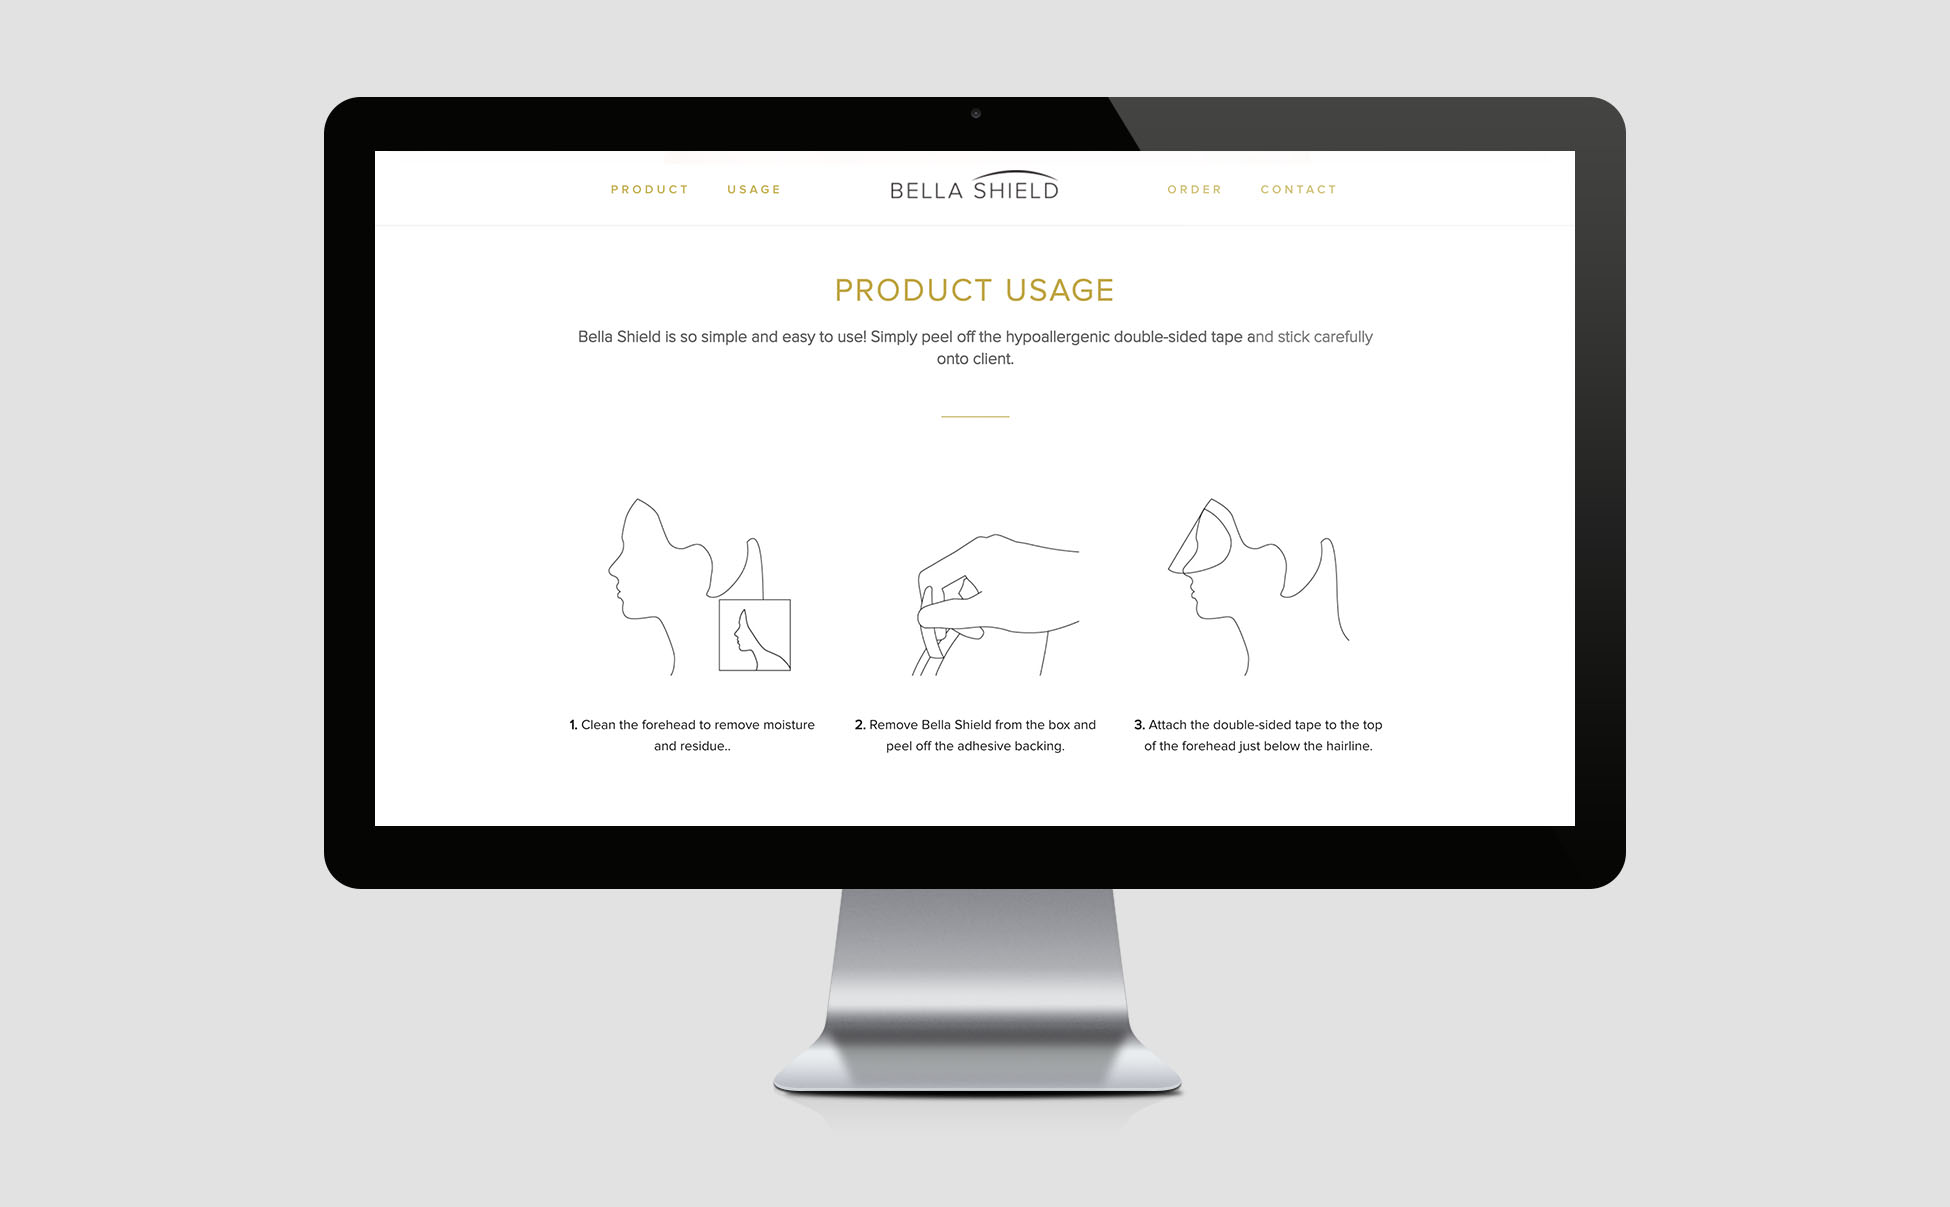 PRODUCT USAGE BELLA SHIELD ORDER CONTACT
PRODUCT USAGE
Bella Shield is so simple and easy to use! Simply peel off the hypoallergenic double-sided tape and stick carefully
onto client.
1. Clean the forehead to remove moisture
and residue..
2. Remove Bella Shield from the box and
peel off the adhesive backing.
3. Attach the double-sided tape to the top
of the forehead just below the hairline.